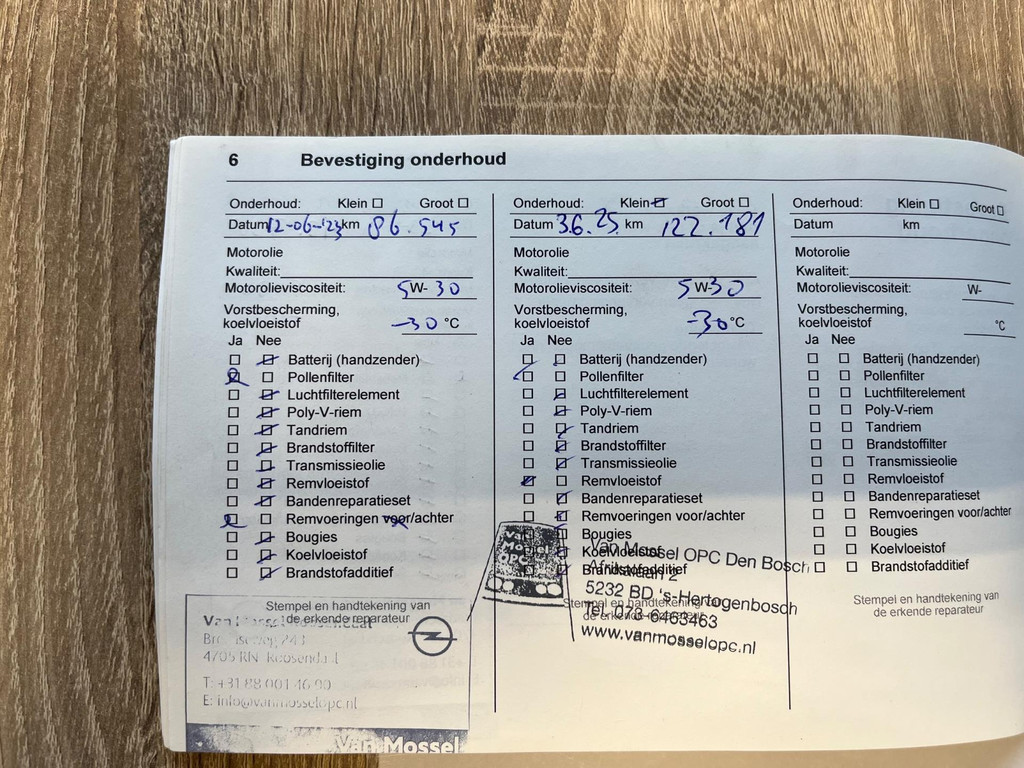 6 Bevestiging onderhoud
Onderhoud: Klein Groot
Datum 12-06-'23 km 86.545
Motorolie
Kwaliteit:
Motorolieviscositeit: 5W-30
Vorstbescherming,
koelvloeistof -30 °C
Ja Nee
Batterij (handzender)
Pollenfilter
Luchtfilterelement
Poly-V-riem
Tandriem
Brandstoffilter
Transmissieolie
Remvloeistof
Bandenreparatieset
Remvoeringen voor/achter
Bougies
Koelvloeistof
Brandstofadditief
Stempel en handtekening van
de erkende reparateur
4705 RN Roosendaal
T: +31 88 001 46 00
E: info@vanmosselopc.nl
Van Mossel
Onderhoud: Klein Groot
Datum 3.6.25. km 122.181
Motorolie
Kwaliteit:
Motorolieviscositeit: 5W-30
Vorstbescherming,
koelvloeistof -30 °C
Ja Nee
Batterij (handzender)
Pollenfilter
Luchtfilterelement
Poly-V-riem
Tandriem
Brandstoffilter
Transmissieolie
Remvloeistof
Bandenreparatieset
Remvoeringen voor/achter
Bougies
Koelvloeistof
Brandstofadditief
Stempel en handtekening van
de erkende reparateur
Van Mossel OPC Den Bosch
5232 BD 's-Hertogenbosch
Tel. 073-6463463
www.vanmosselopc.nl
Onderhoud: Klein Groot
Datum km
Motorolie
Kwaliteit:
Motorolieviscositeit: W-
Vorstbescherming,
koelvloeistof °C
Ja Nee
Batterij (handzender)
Pollenfilter
Luchtfilterelement
Poly-V-riem
Tandriem
Brandstoffilter
Transmissieolie
Remvloeistof
Bandenreparatieset
Remvoeringen voor/achter
Bougies
Koelvloeistof
Brandstofadditief
Stempel en handtekening van
de erkende reparateur